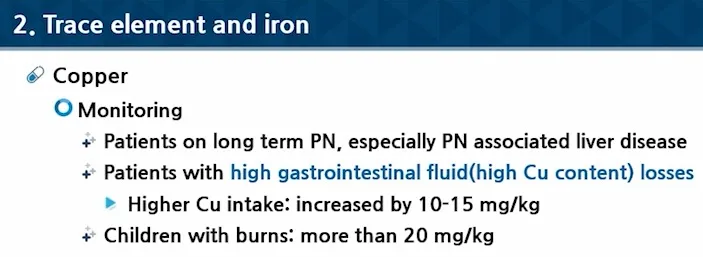 2. Trace element and iron
Copper
Monitoring
Patients on long term PN, especially PN associated liver disease
Patients with high gastrointestinal fluid(high Cu content) losses
Higher Cu intake: increased by 10-15 mg/kg
Children with burns: more than 20 mg/kg